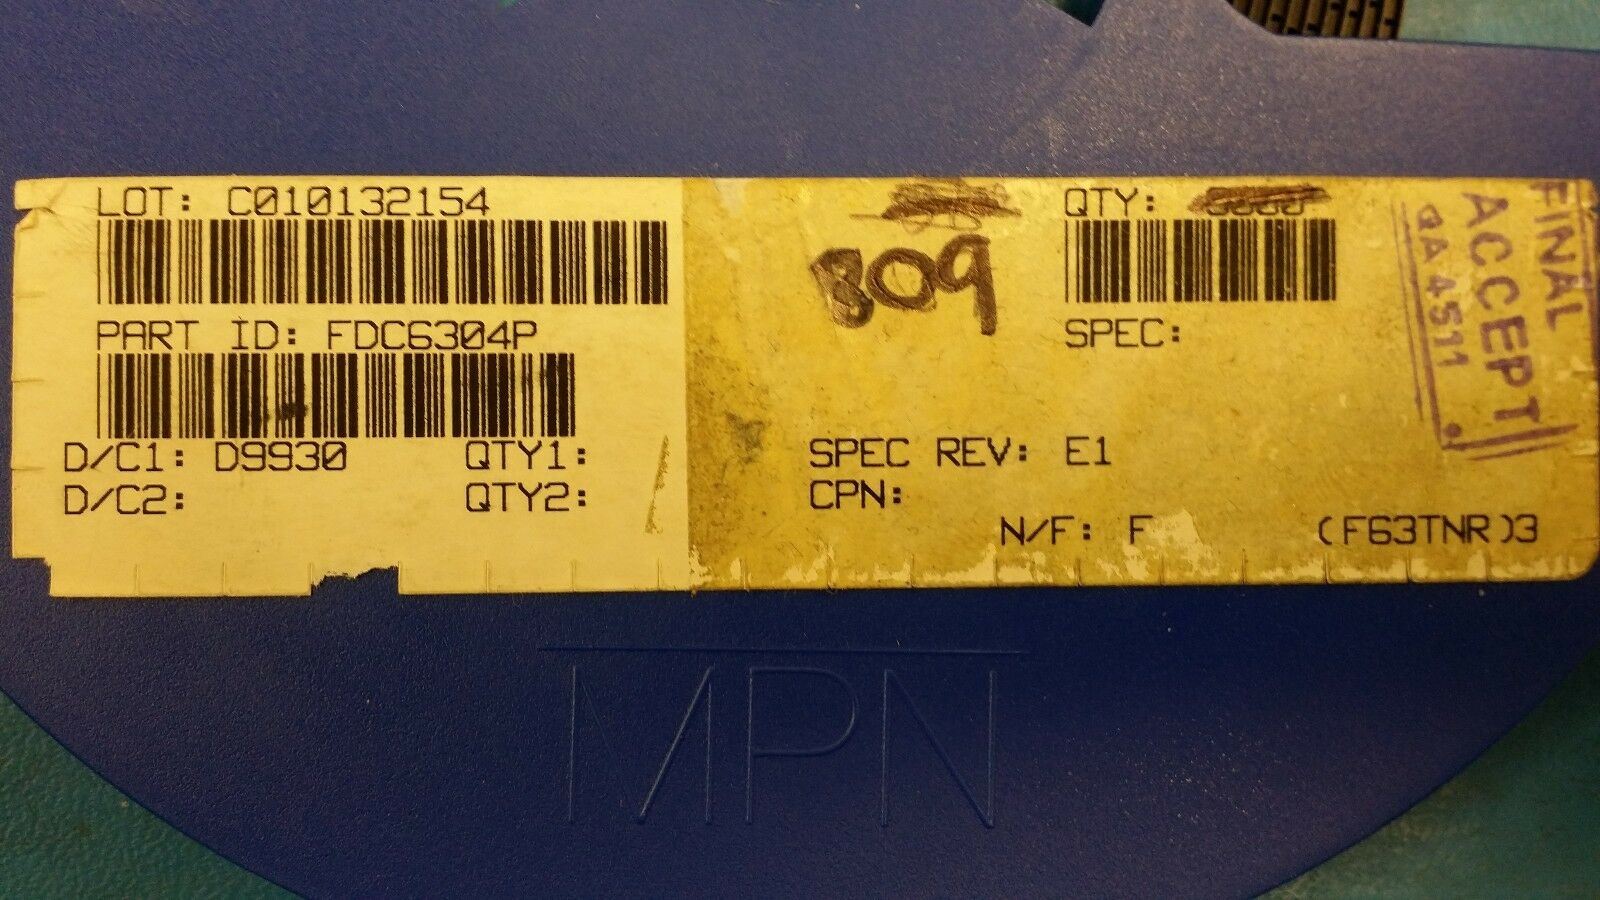 LOT: C010132154
PART ID: FDC6304P
D/C1: D9930 QTY1:
D/C2: QTY2:
809
QTY:
SPEC:
SPEC REV: E1
CPN:
N/F: F (F63TNR)3
FINAL
ACCEPT
QA 4511
MPN